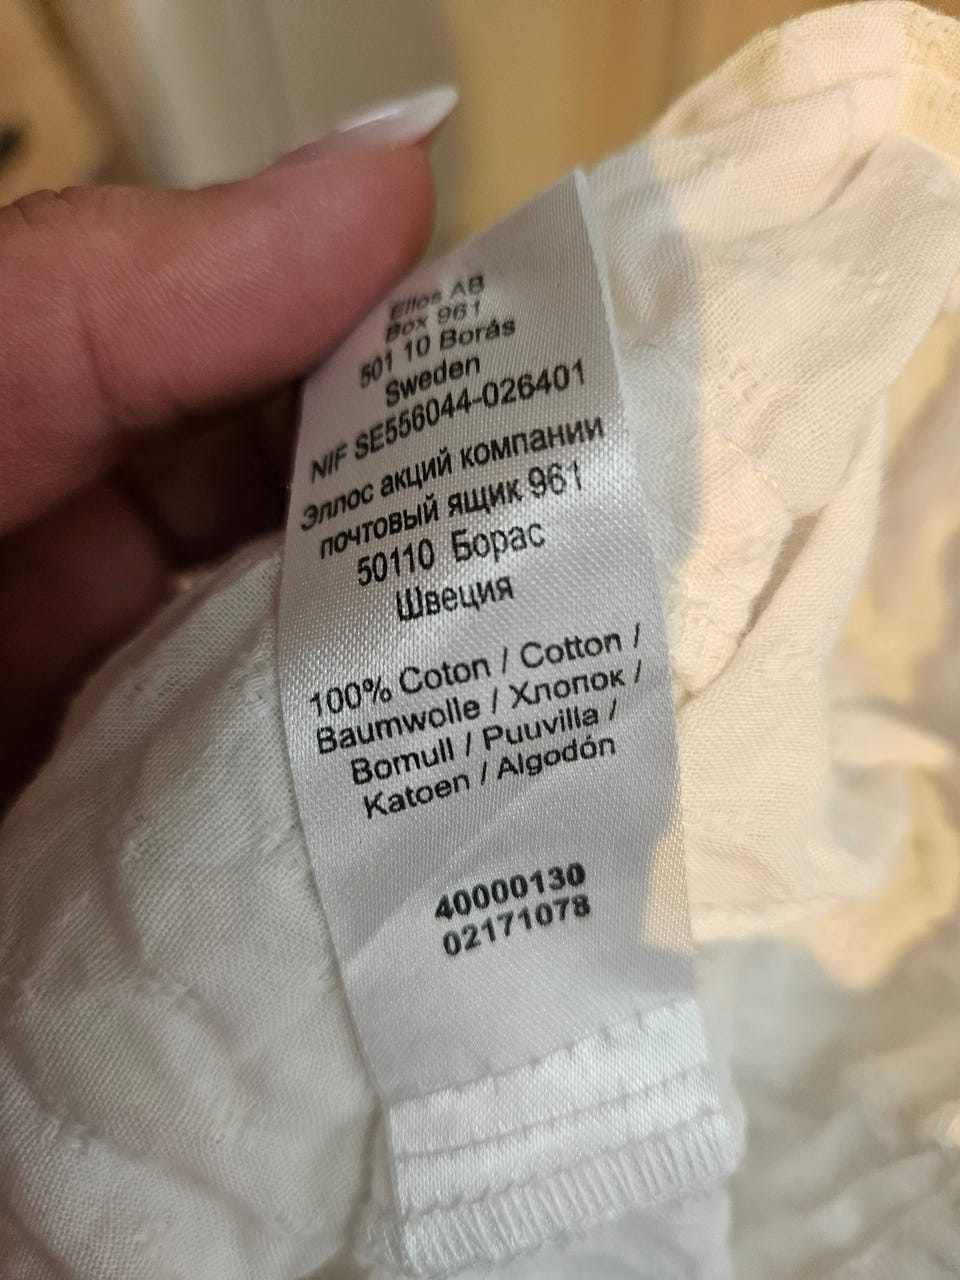 Ellos AB
Box 961
501 10 Borås
Sweden
NIF SE556044-026401
Эллос акций компании
почтовый ящик 961
50110 Борас
Швеция
100% Coton / Cotton /
Baumwolle / Хлопок /
Bomull / Puuvilla /
Katoen / Algodón
40000130
02171078